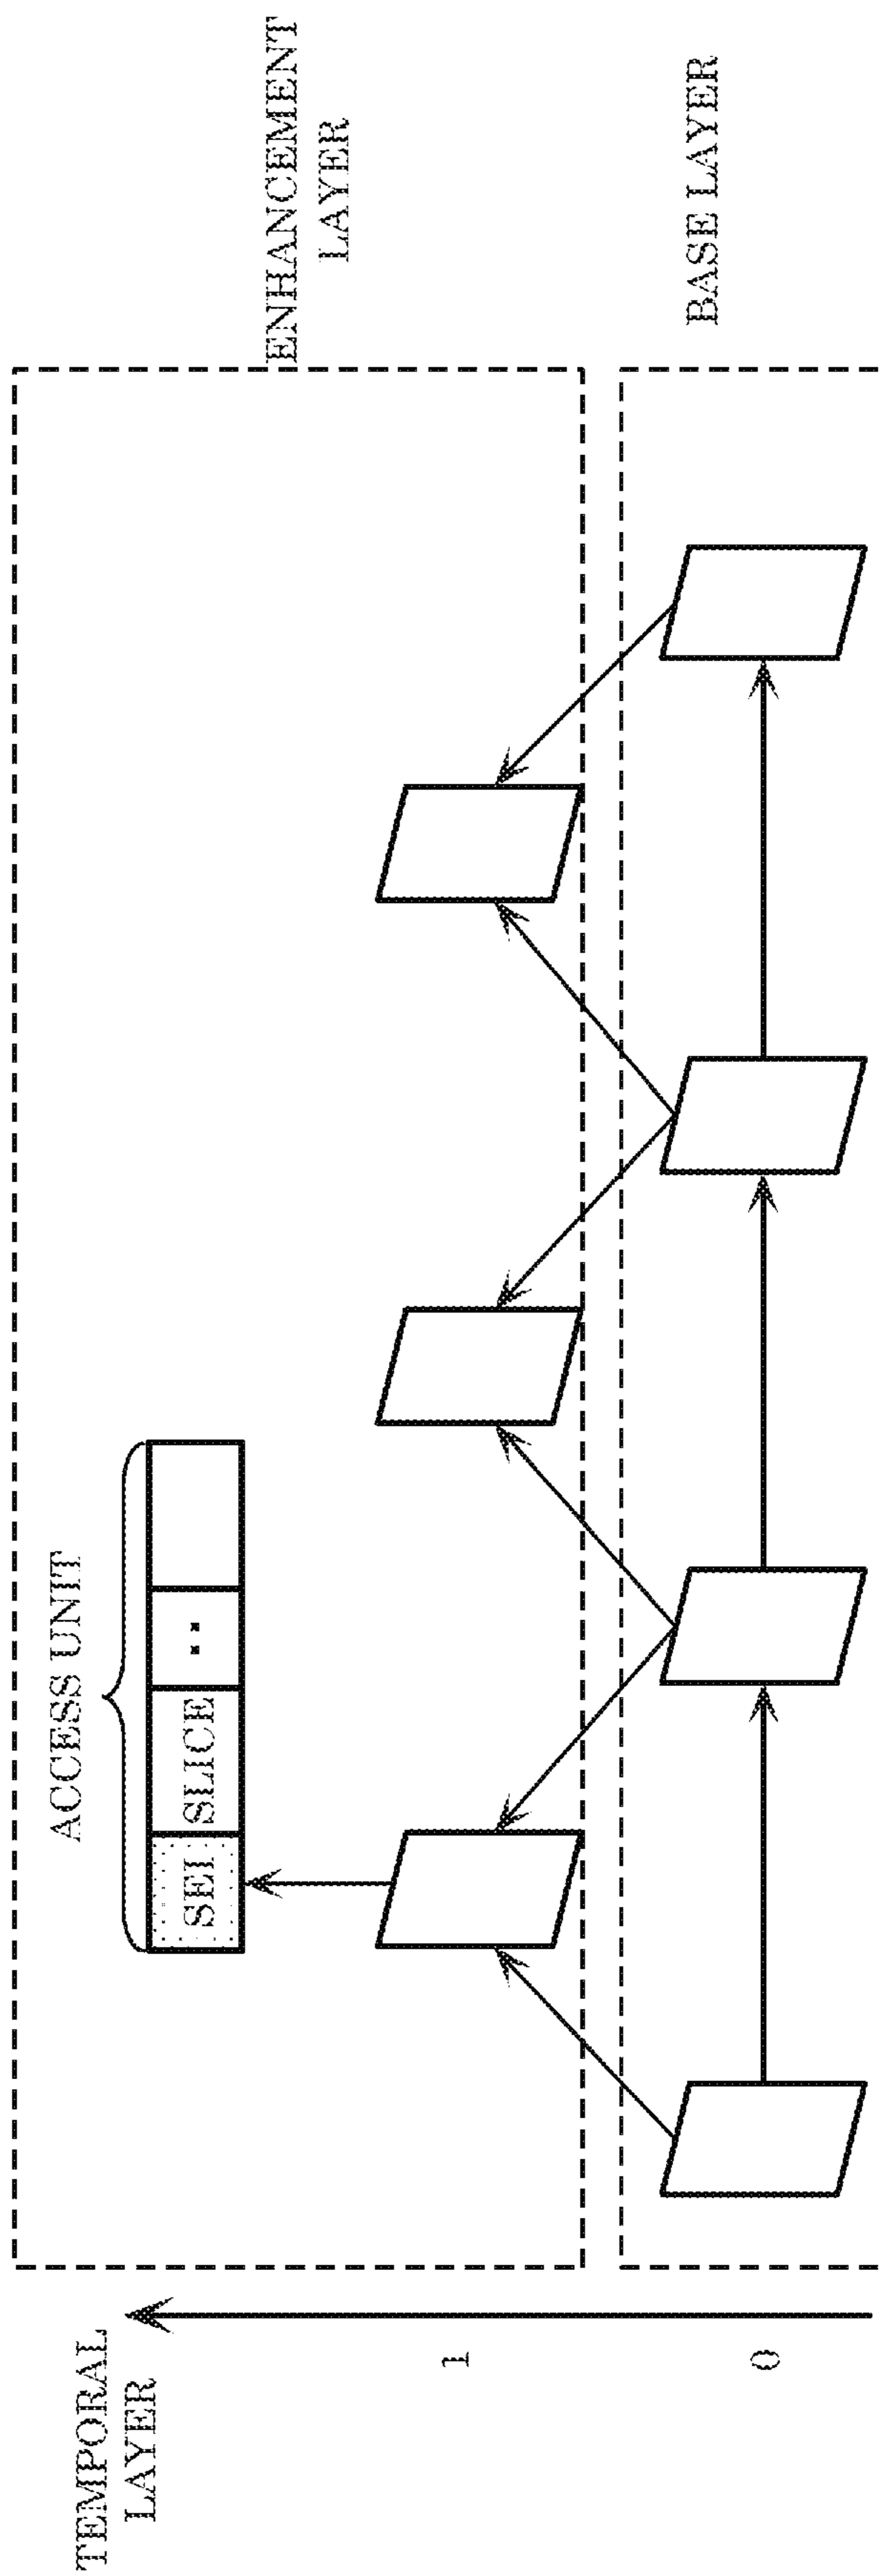 TEMPORAL
LAYER
1
0
ACCESS UNIT
SEI
SLICE
..
ENHANCEMENT
LAYER
BASE LAYER